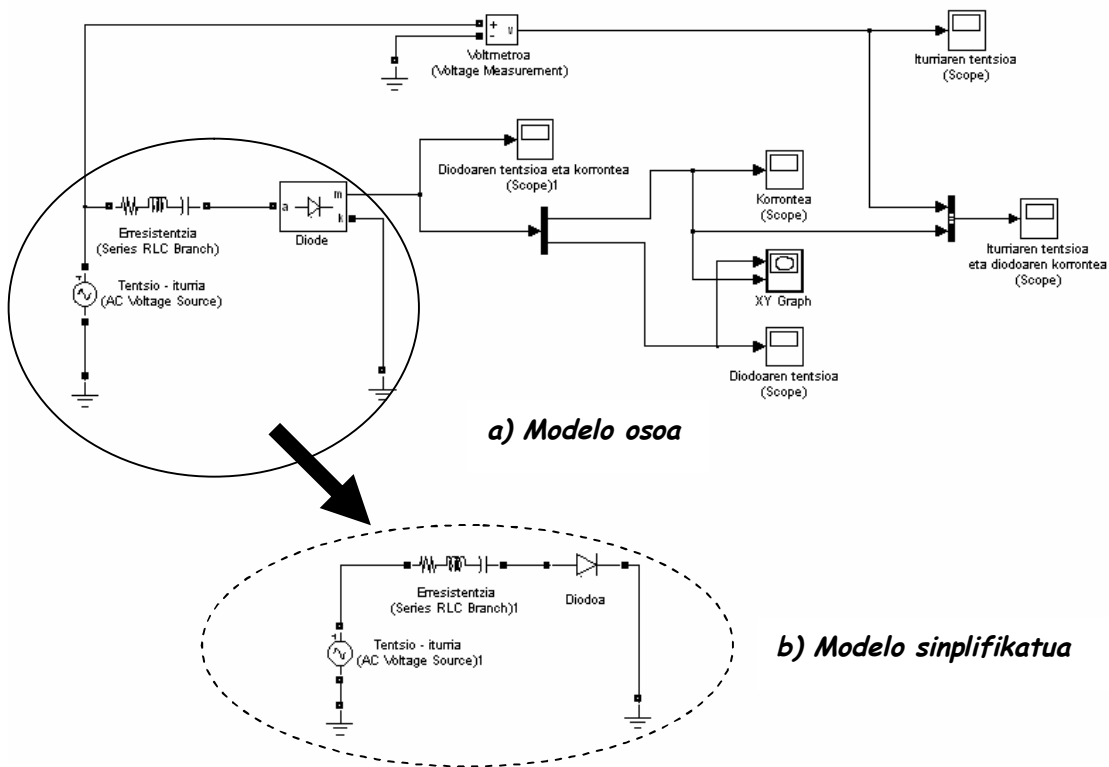 +
-
v
Voltmetroa
(Voltage Measurement)
Iturriaren tentsioa
(Scope)
Diodoaren tentsioa eta korrontea
(Scope)1
Korrontea
(Scope)
a
m
k
Diode
Erresistentzia
(Series RLC Branch)
Tentsio - iturria
(AC Voltage Source)
+
XY Graph
Iturriaren tentsioa
eta diodoaren korrontea
(Scope)
Diodoaren tentsioa
(Scope)
a) Modelo osoa
Erresistentzia
(Series RLC Branch)1
Diodoa
+
Tentsio - iturria
(AC Voltage Source)1
b) Modelo sinplifikatua